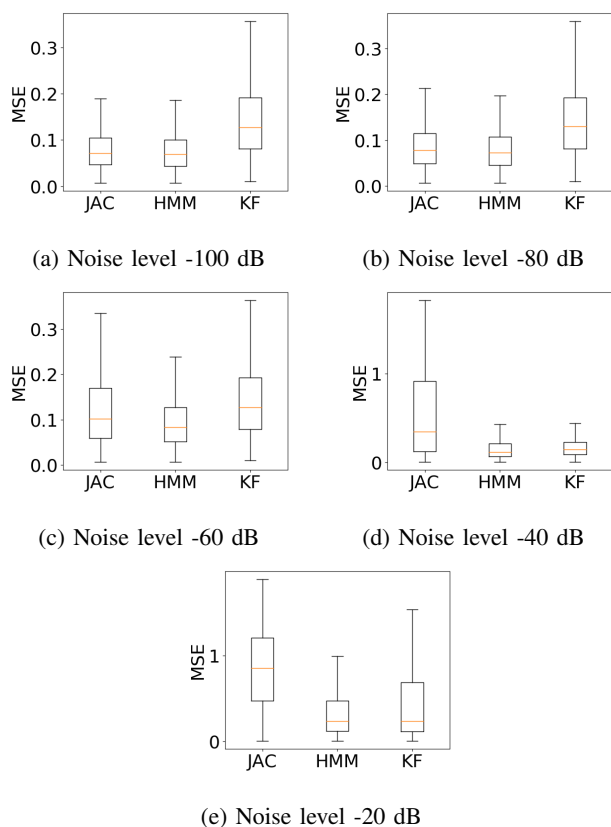 MSE
0.3
0.2
0.1
0.0
JAC HMM KF
(a) Noise level -100 dB
MSE
0.3
0.2
0.1
0.0
JAC HMM KF
(b) Noise level -80 dB
MSE
0.3
0.2
0.1
0.0
JAC HMM KF
(c) Noise level -60 dB
MSE
1
0
JAC HMM KF
(d) Noise level -40 dB
MSE
1
0
JAC HMM KF
(e) Noise level -20 dB